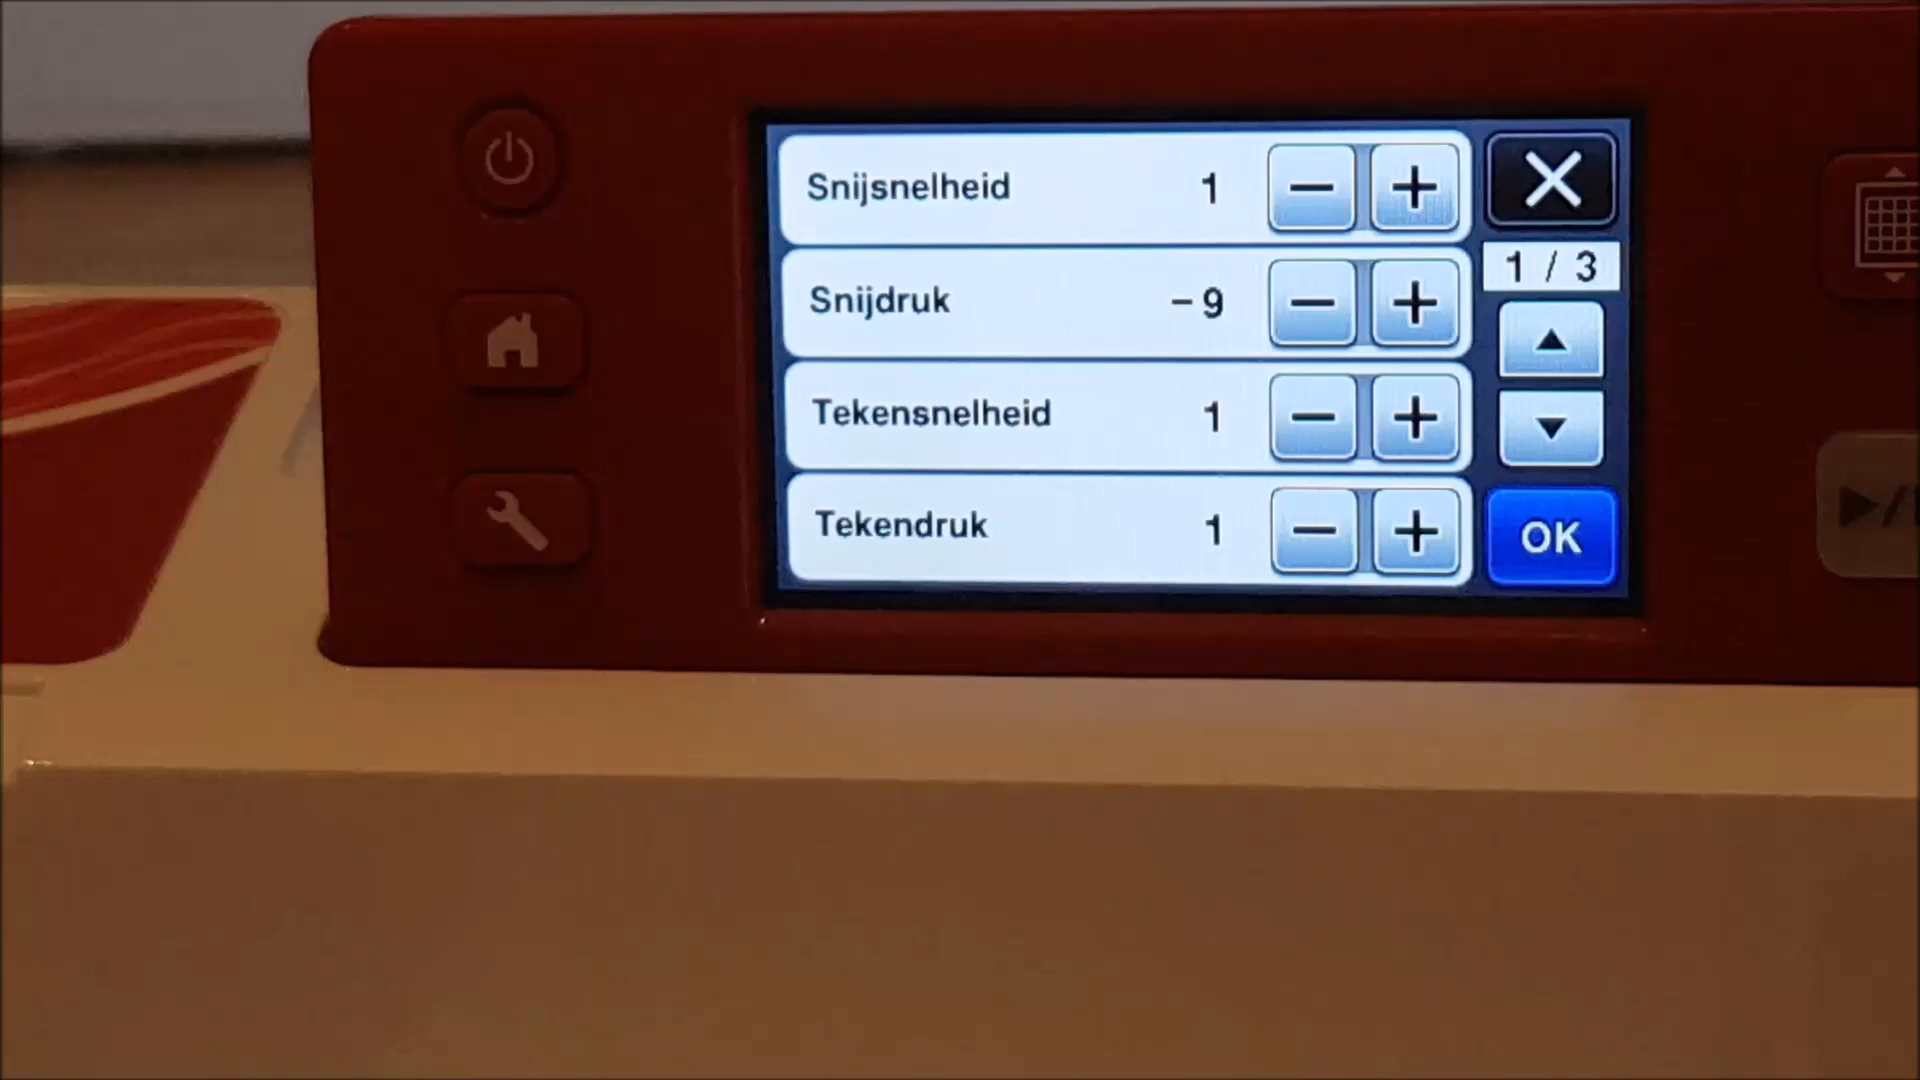 Snijsnelheid 1 − +
1 / 3
Snijdruk -9 − +
Tekensnelheid 1 − +
Tekendruk 1 − +
OK